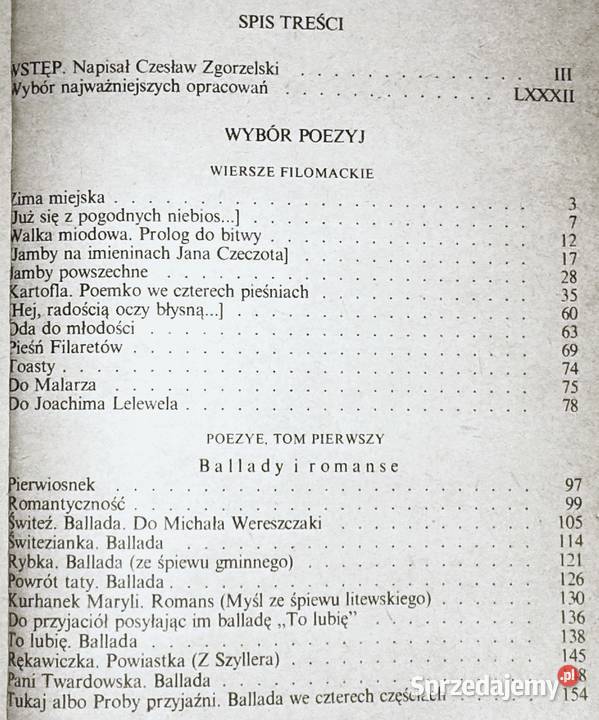 SPIS TREŚCI
WSTĘP. Napisał Czesław Zgorzelski . . . . . . . . . . . . III
Wybór najważniejszych opracowań . . . . . . . . . . . . LXXXII
WYBÓR POEZYJ
WIERSZE FILOMACKIE
Zima miejska . . . . . . . . . . . . 3
[Już się z pogodnych niebios...] . . . . . . . . . . . . 7
Walka miodowa. Prolog do bitwy . . . . . . . . . . . . 12
[Jamby na imieninach Jana Czeczota] . . . . . . . . . . . . 17
Jamby powszechne . . . . . . . . . . . . 28
Kartofla. Poemko we czterech pieśniach . . . . . . . . . . . . 35
[Hej, radością oczy błysną...] . . . . . . . . . . . . 60
Oda do młodości . . . . . . . . . . . . 63
Pieśń Filaretów . . . . . . . . . . . . 69
Toasty . . . . . . . . . . . . 74
Do Malarza . . . . . . . . . . . . 75
Do Joachima Lelewela . . . . . . . . . . . . 78
POEZYE, TOM PIERWSZY
Ballady i romanse
Pierwiosnek . . . . . . . . . . . . 97
Romantyczność . . . . . . . . . . . . 99
Świteź. Ballada. Do Michała Wereszczaki . . . . . . . . . . . . 105
Świtezianka. Ballada . . . . . . . . . . . . 114
Rybka. Ballada (ze śpiewu gminnego) . . . . . . . . . . . . 121
Powrót taty. Ballada . . . . . . . . . . . . 126
Kurhanek Maryli. Romans (Myśl ze śpiewu litewskiego) . . . . . . 130
Do przyjaciół posyłając im balladę „To lubię” . . . . . . . . . 136
To lubię. Ballada . . . . . . . . . . . . 138
Rękawiczka. Powiastka (Z Szyllera) . . . . . . . . . . . . 145
Pani Twardowska. Ballada . . . . . . . . . . . . 8
Tukaj albo Próby przyjaźni. Ballada we czterech częściach . . . 154
Sprzedajemy.pl